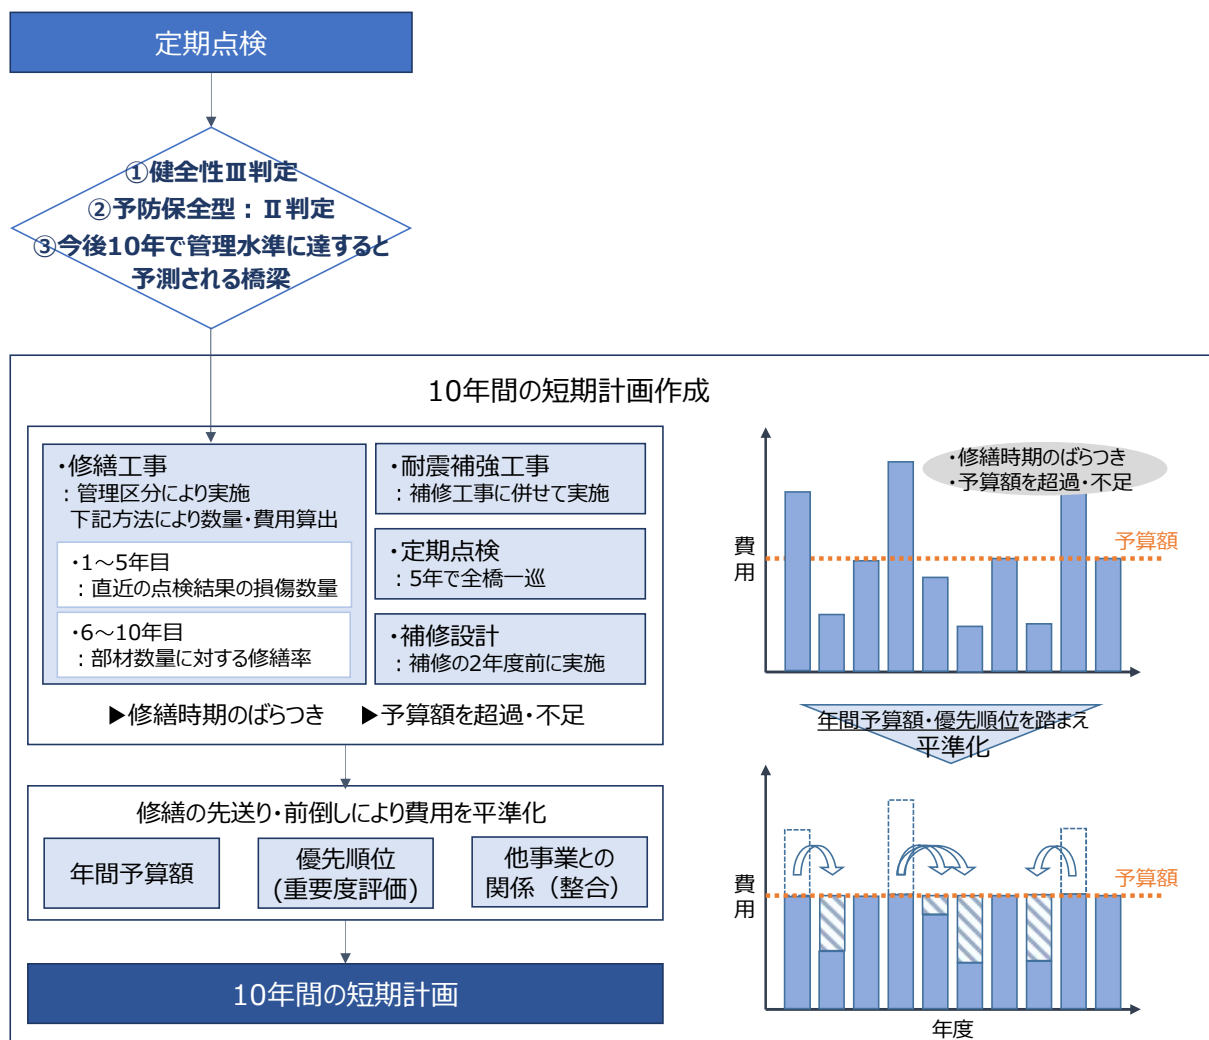 定期点検
①健全性Ⅲ判定
②予防保全型：Ⅱ判定
③今後10年で管理水準に達すると
予測される橋梁
10年間の短期計画作成
・修繕工事
：管理区分により実施
下記方法により数量・費用算出
・1～5年目
：直近の点検結果の損傷数量
・6～10年目
：部材数量に対する修繕率
・耐震補強工事
：補修工事に併せて実施
・定期点検
：5年で全橋一巡
・補修設計
：補修の2年度前に実施
▶修繕時期のばらつき　▶予算額を超過・不足
修繕の先送り・前倒しにより費用を平準化
年間予算額
優先順位
(重要度評価)
他事業との
関係（整合）
10年間の短期計画
・修繕時期のばらつき
・予算額を超過・不足
費用
予算額
年間予算額・優先順位を踏まえ
平準化
費用
予算額
年度